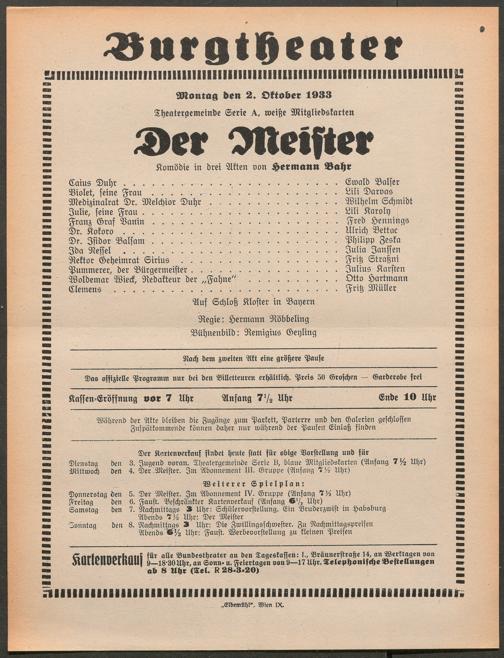 Burgtheater
Montag den 2. Oktober 1933
Theatergemeinde Serie A, weiße Mitgliedskarten
Der Meister
Komödie in drei Akten von Hermann Bahr
Caius Duhr . . . Ewald Balser
Violet, seine Frau . . . Lili Darvas
Medizinalrat Dr. Melchior Duhr . . . Wilhelm Schmidt
Julie, seine Frau . . . Lili Karoly
Franz Graf Vanin . . . Fred Hennings
Dr. Kokoro . . . Ulrich Bettac
Dr. Isidor Balsam . . . Philipp Zeska
Ida Nessel . . . Julia Janssen
Rektor Geheimrat Sirius . . . Fritz Straßni
Pummerer, der Bürgermeister . . . Julius Karsten
Woldemar Wieck, Redakteur der „Fahne“ . . . Otto Hartmann
Clemens . . . Fritz Müller
Auf Schloß Kloster in Bayern
Regie: Hermann Röbbeling
Bühnenbild: Remigius Geyling
Nach dem zweiten Akt eine größere Pause
Das offizielle Programm nur bei den Billetteuren erhältlich. Preis 50 Groschen — Garderobe frei
Kassen-Eröffnung vor 7 Uhr Anfang 7½ Uhr Ende 10 Uhr
Während der Akte bleiben die Zugänge zum Parkett, Parterre und den Galerien geschlossen
Zuspätkommende können daher nur während der Pausen Einlaß finden
Der Kartenverkauf findet heute statt für obige Vorstellung und für
Dienstag den 3. Jugend voran. Theatergemeinde Serie B, blaue Mitgliedskarten (Anfang 7½ Uhr)
Mittwoch den 4. Der Meister. Im Abonnement III. Gruppe (Anfang 7½ Uhr)
Weiterer Spielplan:
Donnerstag den 5. Der Meister. Im Abonnement IV. Gruppe (Anfang 7½ Uhr)
Freitag den 6. Faust. Beschränkter Kartenverkauf (Anfang 6½ Uhr)
Samstag den 7. Nachmittags 3 Uhr: Schülervorstellung. Ein Bruderzwist in Habsburg
Abends 7½ Uhr: Der Meister
Sonntag den 8. Nachmittags 3 Uhr: Die Zwillingsschwester. Zu Nachmittagspreisen
Abends 6½ Uhr: Faust. Werbevorstellung zu kleinen Preisen
Kartenverkauf für alle Bundestheater an den Tageskassen: I., Bräunerstraße 14, an Werktagen von
9—18·30 Uhr, an Sonn- u. Feiertagen von 9—17 Uhr. Telephonische Bestellungen
ab 8 Uhr (Tel. R 28-3-20)
„Elbemühl“, Wien IX.